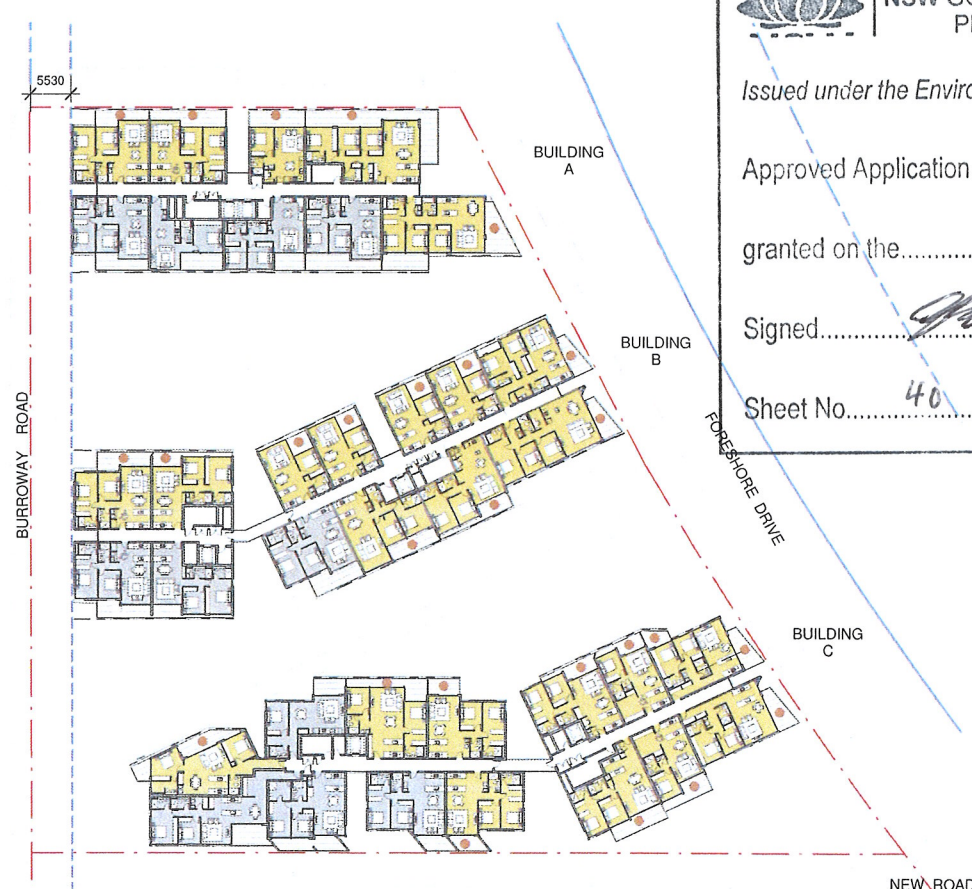 5530
BUILDING
A
BUILDING
B
BUILDING
C
BURROWAY ROAD
FORESHORE DRIVE
NEW ROAD
NSW
Issued under the
Approved Application
granted on the
Signed
Sheet No. 40